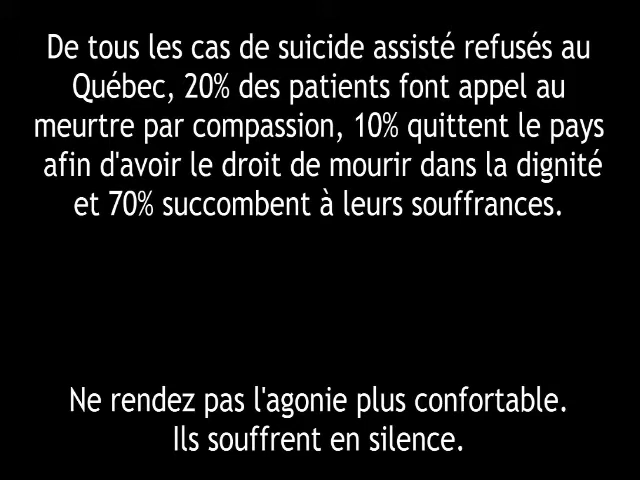 De tous les cas de suicide assisté refusés au
Québec, 20% des patients font appel au
meurtre par compassion, 10% quittent le pays
afin d'avoir le droit de mourir dans la dignité
et 70% succombent à leurs souffrances.
Ne rendez pas l'agonie plus confortable.
Ils souffrent en silence.